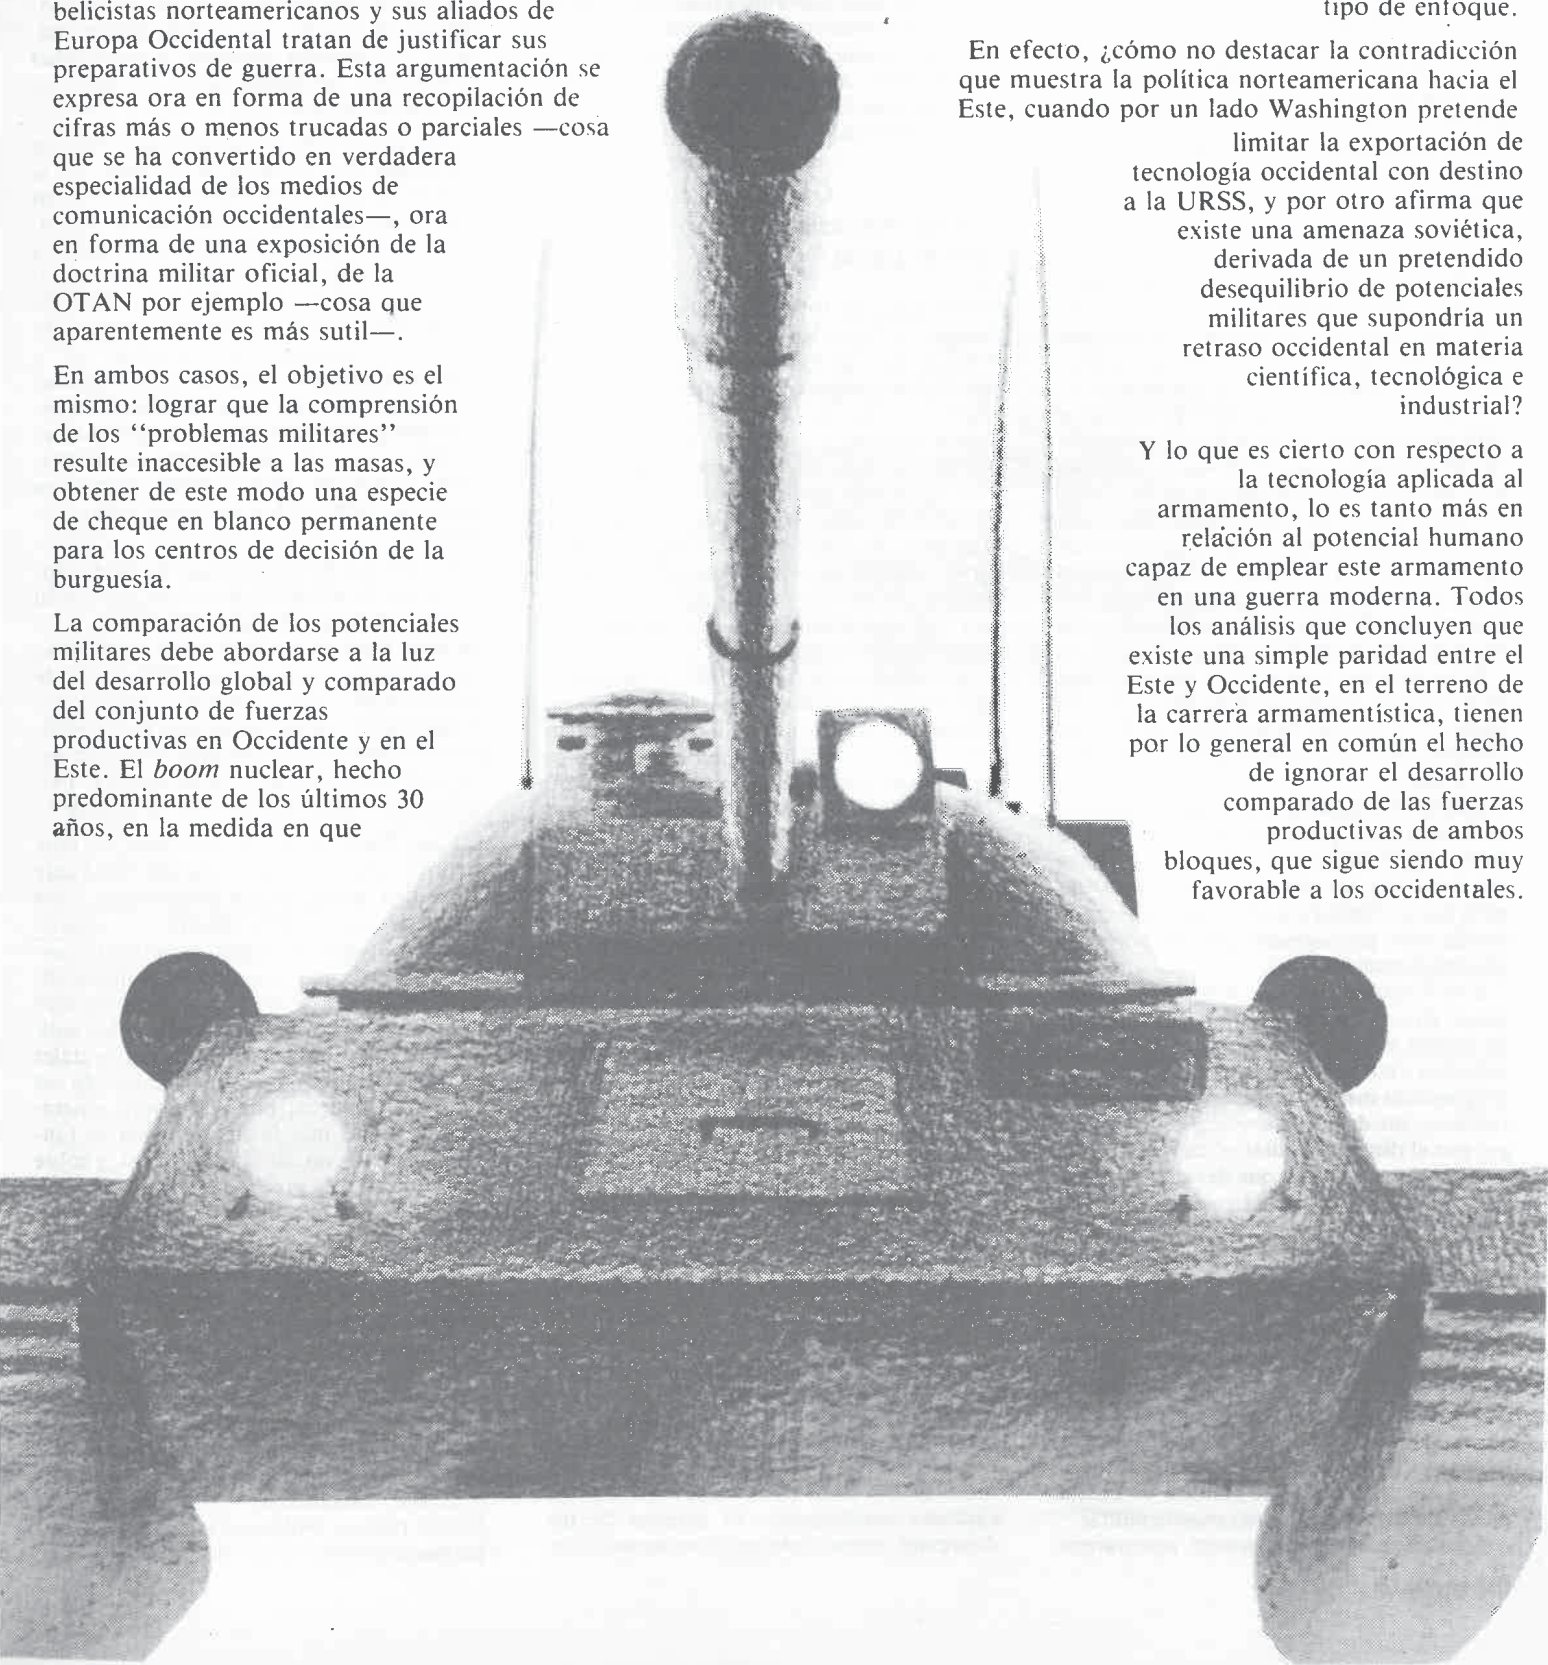 belicistas norteamericanos y sus aliados de
Europa Occidental tratan de justificar sus
preparativos de guerra. Esta argumentación se
expresa ora en forma de una recopilación de
cifras más o menos trucadas o parciales —cosa
que se ha convertido en verdadera
especialidad de los medios de
comunicación occidentales—, ora
en forma de una exposición de la
doctrina militar oficial, de la
OTAN por ejemplo —cosa que
aparentemente es más sutil—.
En ambos casos, el objetivo es el
mismo: lograr que la comprensión
de los “problemas militares”
resulte inaccesible a las masas, y
obtener de este modo una especie
de cheque en blanco permanente
para los centros de decisión de la
burguesía.
La comparación de los potenciales
militares debe abordarse a la luz
del desarrollo global y comparado
del conjunto de fuerzas
productivas en Occidente y en el
Este. El boom nuclear, hecho
predominante de los últimos 30
años, en la medida en que
tipo de enfoque.
En efecto, ¿cómo no destacar la contradicción
que muestra la política norteamericana hacia el
Este, cuando por un lado Washington pretende
limitar la exportación de
tecnología occidental con destino
a la URSS, y por otro afirma que
existe una amenaza soviética,
derivada de un pretendido
desequilibrio de potenciales
militares que supondría un
retraso occidental en materia
científica, tecnológica e
industrial?
Y lo que es cierto con respecto a
la tecnología aplicada al
armamento, lo es tanto más en
relación al potencial humano
capaz de emplear este armamento
en una guerra moderna. Todos
los análisis que concluyen que
existe una simple paridad entre el
Este y Occidente, en el terreno de
la carrera armamentística, tienen
por lo general en común el hecho
de ignorar el desarrollo
comparado de las fuerzas
productivas de ambos
bloques, que sigue siendo muy
favorable a los occidentales.